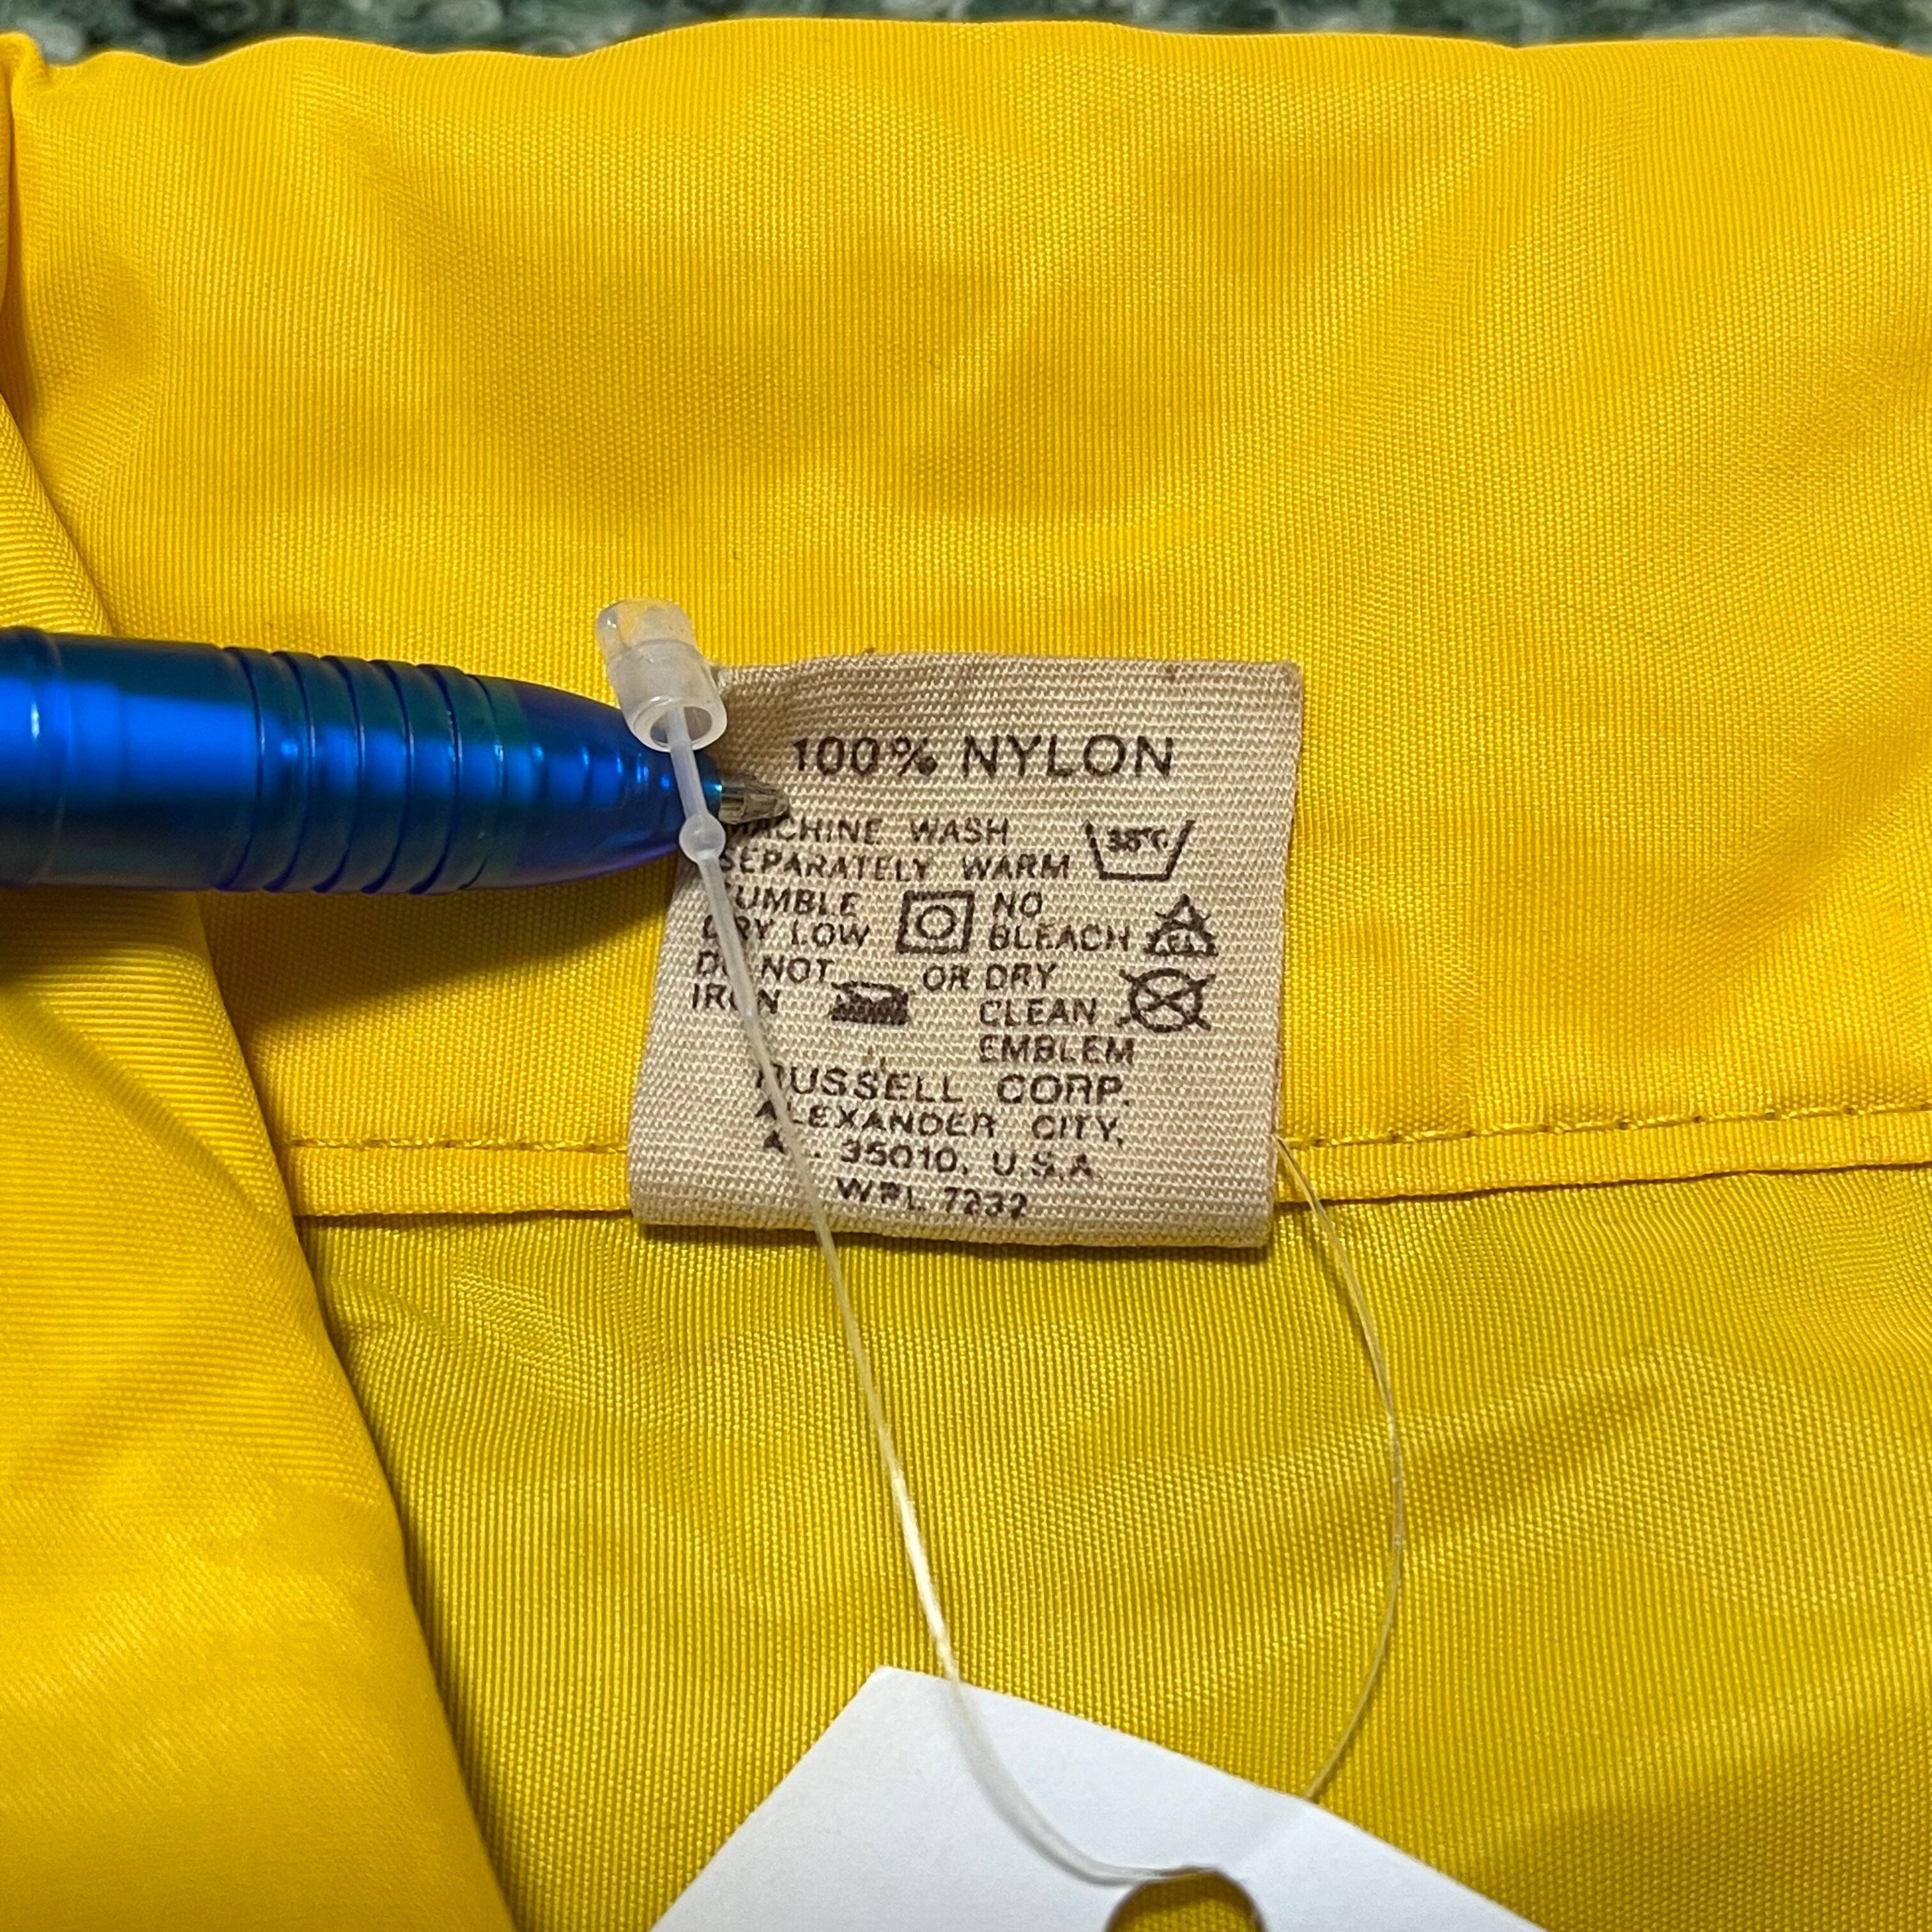 100% NYLON
MACHINE WASH
SEPARATELY WARM
TUMBLE NO
DRY LOW BLEACH CL
DO NOT OR DRY
IRON CLEAN
EMBLEM
RUSSELL CORP.
ALEXANDER CITY,
35010, U.S.A.
WPL 7232